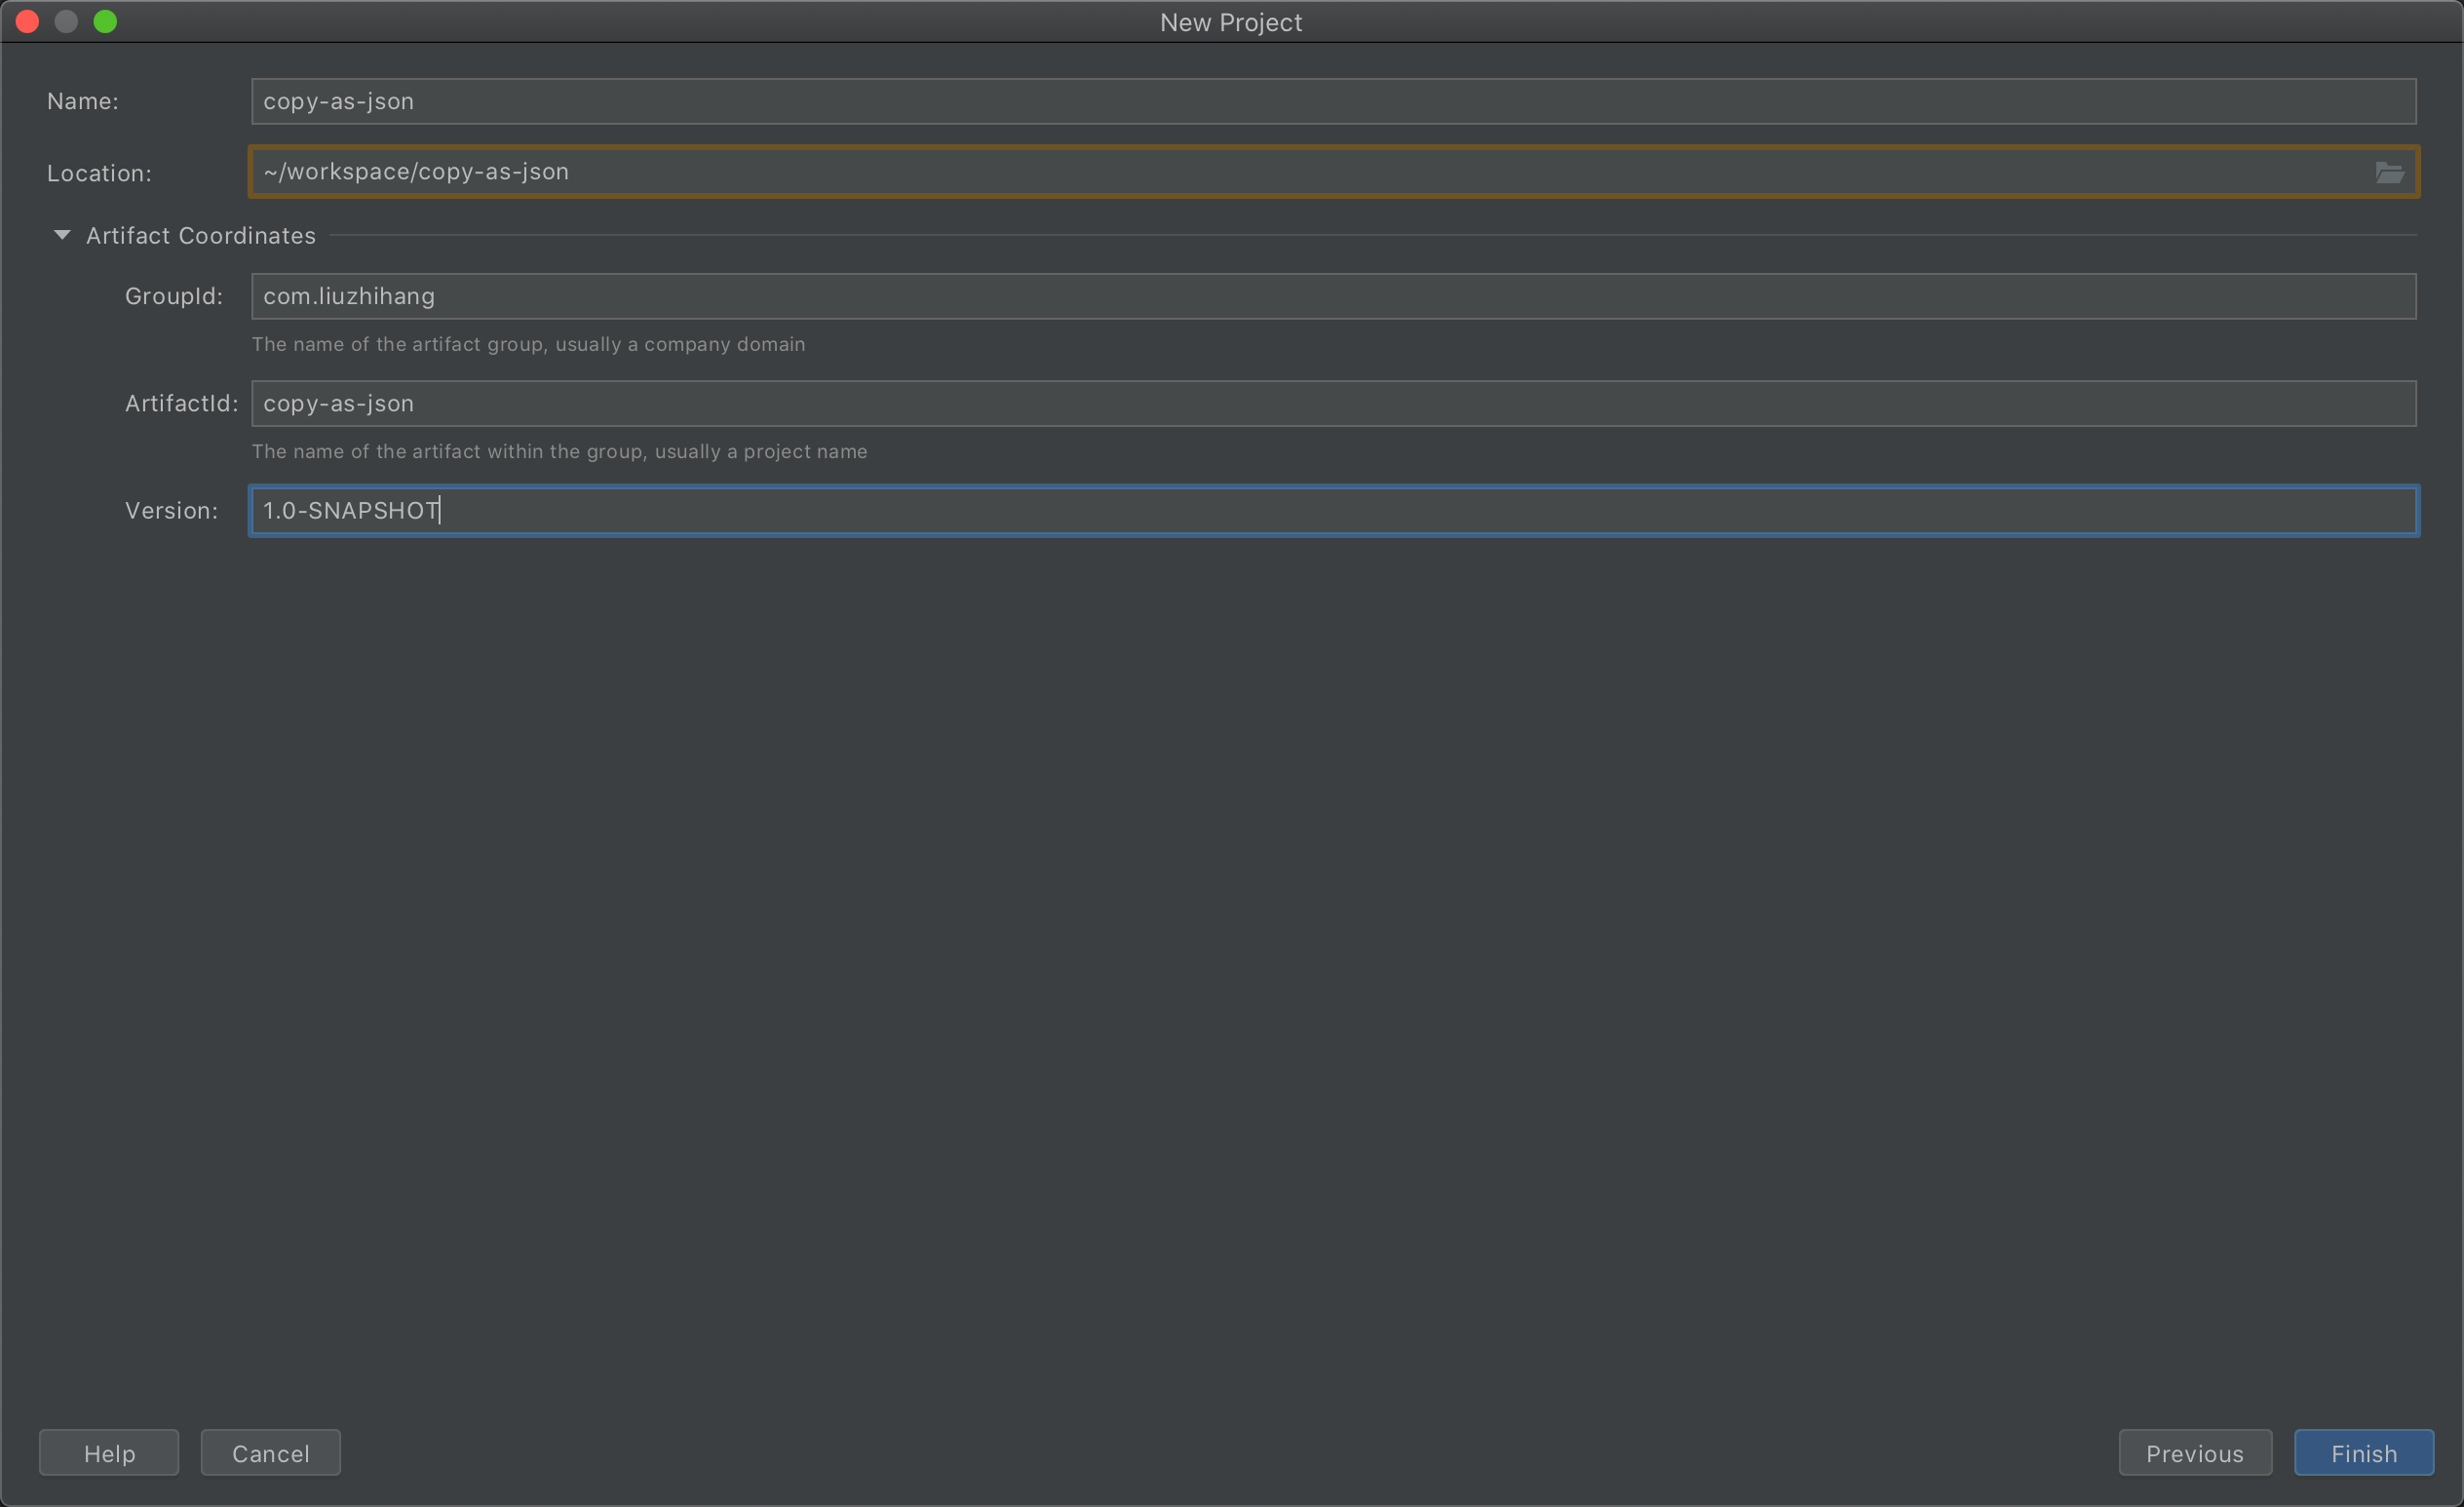 New Project
Name: copy-as-json
Location: ~/workspace/copy-as-json
Artifact Coordinates
GroupId: com.liuzhihang
The name of the artifact group, usually a company domain
ArtifactId: copy-as-json
The name of the artifact within the group, usually a project name
Version: 1.0-SNAPSHOT
Help Cancel Previous Finish